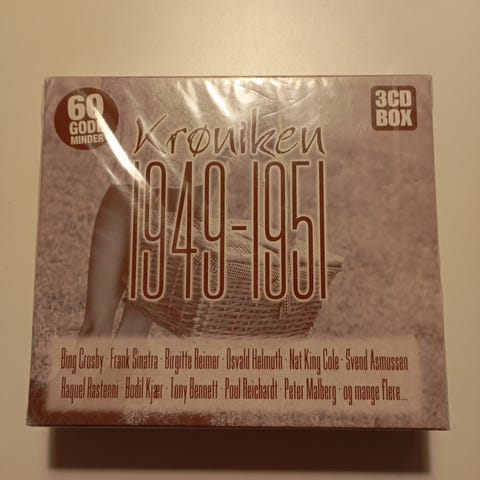 60
GODE
MINDER
3CD
BOX
Krøniken
1949-1951
Bing Crosby · Frank Sinatra · Birgitte Reimer · Osvald Helmuth · Nat King Cole · Svend Asmussen
Raquel Rastenni · Bodil Kjær · Tony Bennett · Poul Reichardt · Peter Malberg · og mange flere...